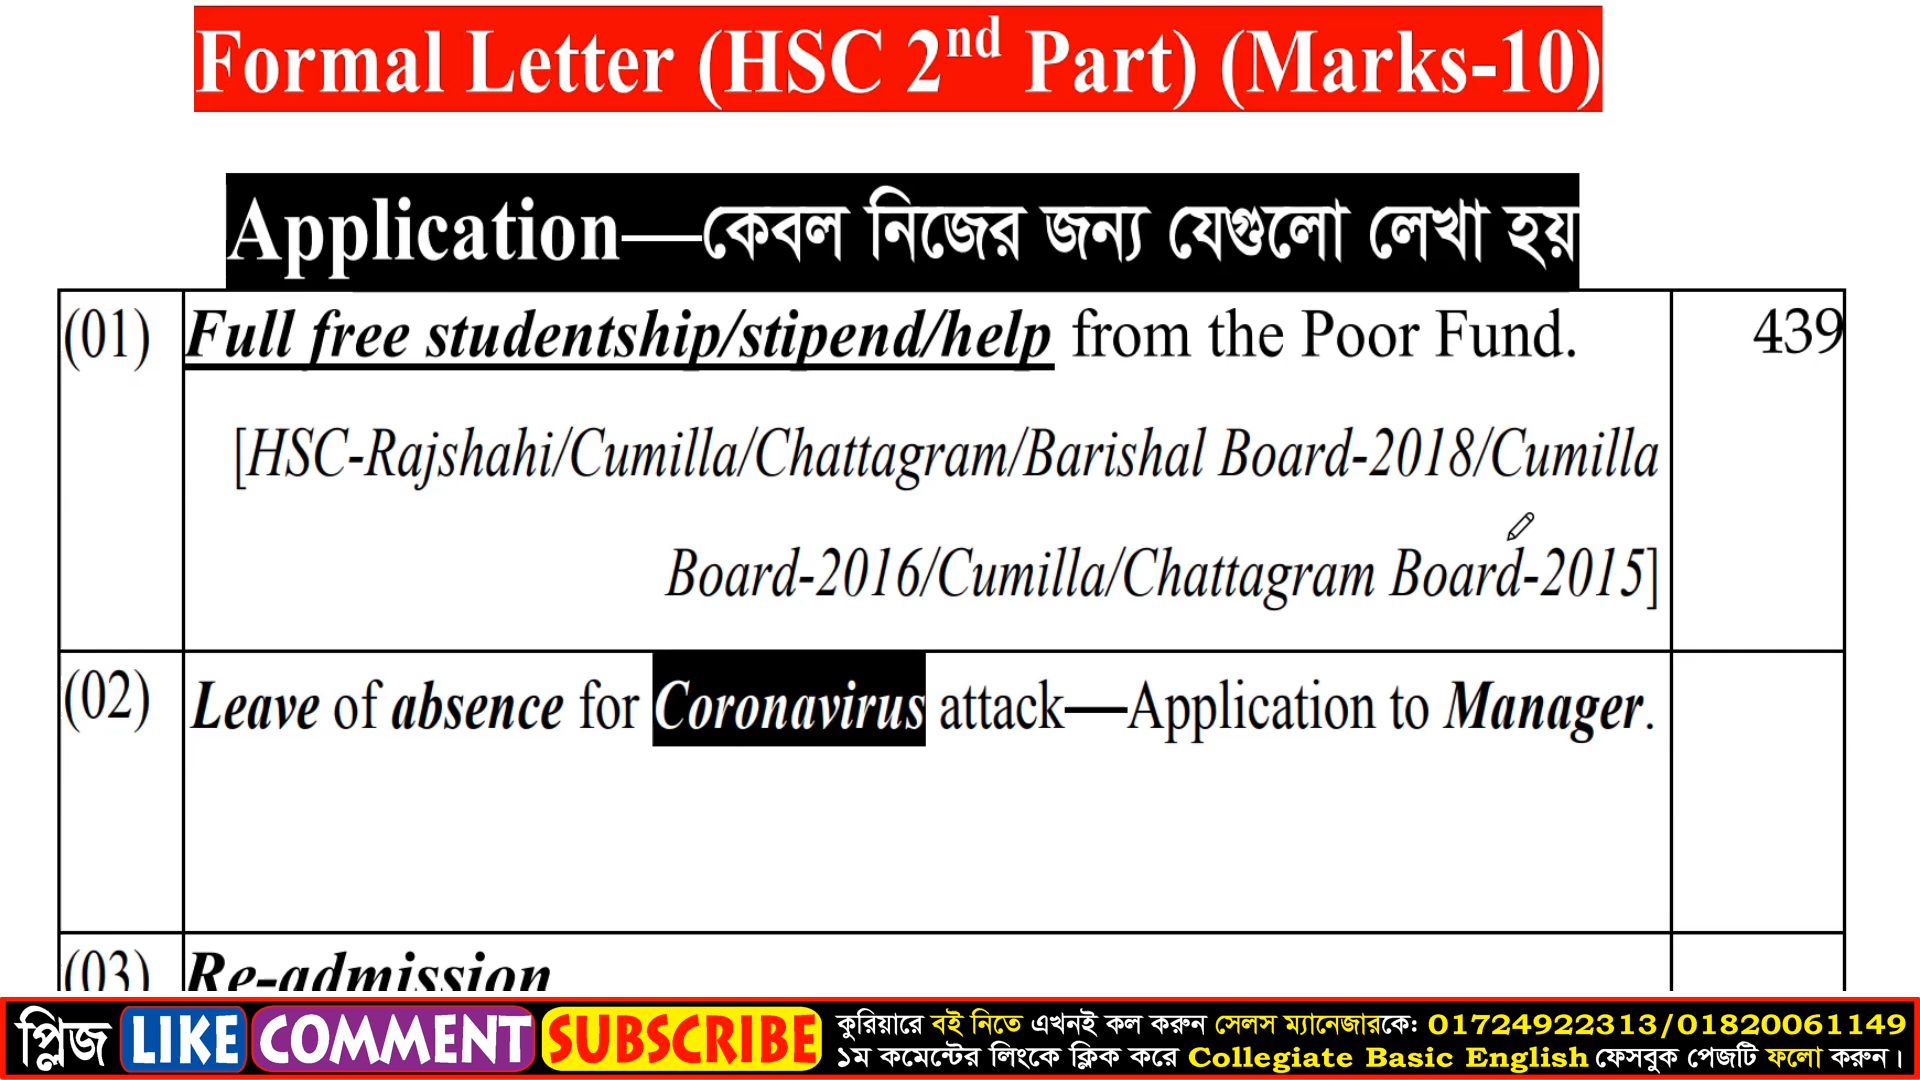 Formal Letter (HSC 2nd Part) (Marks-10)
Application—কেবল নিজের জন্য যেগুলো লেখা হয়
(01) Full free studentship/stipend/help from the Poor Fund. 439
[HSC-Rajshahi/Cumilla/Chattagram/Barishal Board-2018/Cumilla
Board-2016/Cumilla/Chattagram Board-2015]
(02) Leave of absence for Coronavirus attack—Application to Manager.
(03) Re-admission
প্লিজ LIKE COMMENT SUBSCRIBE
কুরিয়ারে বই নিতে এখনই কল করুন সেলস ম্যানেজারকে: 01724922313/01820061149
১ম কমেন্টের লিংকে ক্লিক করে Collegiate Basic English ফেসবুক পেজটি ফলো করুন।